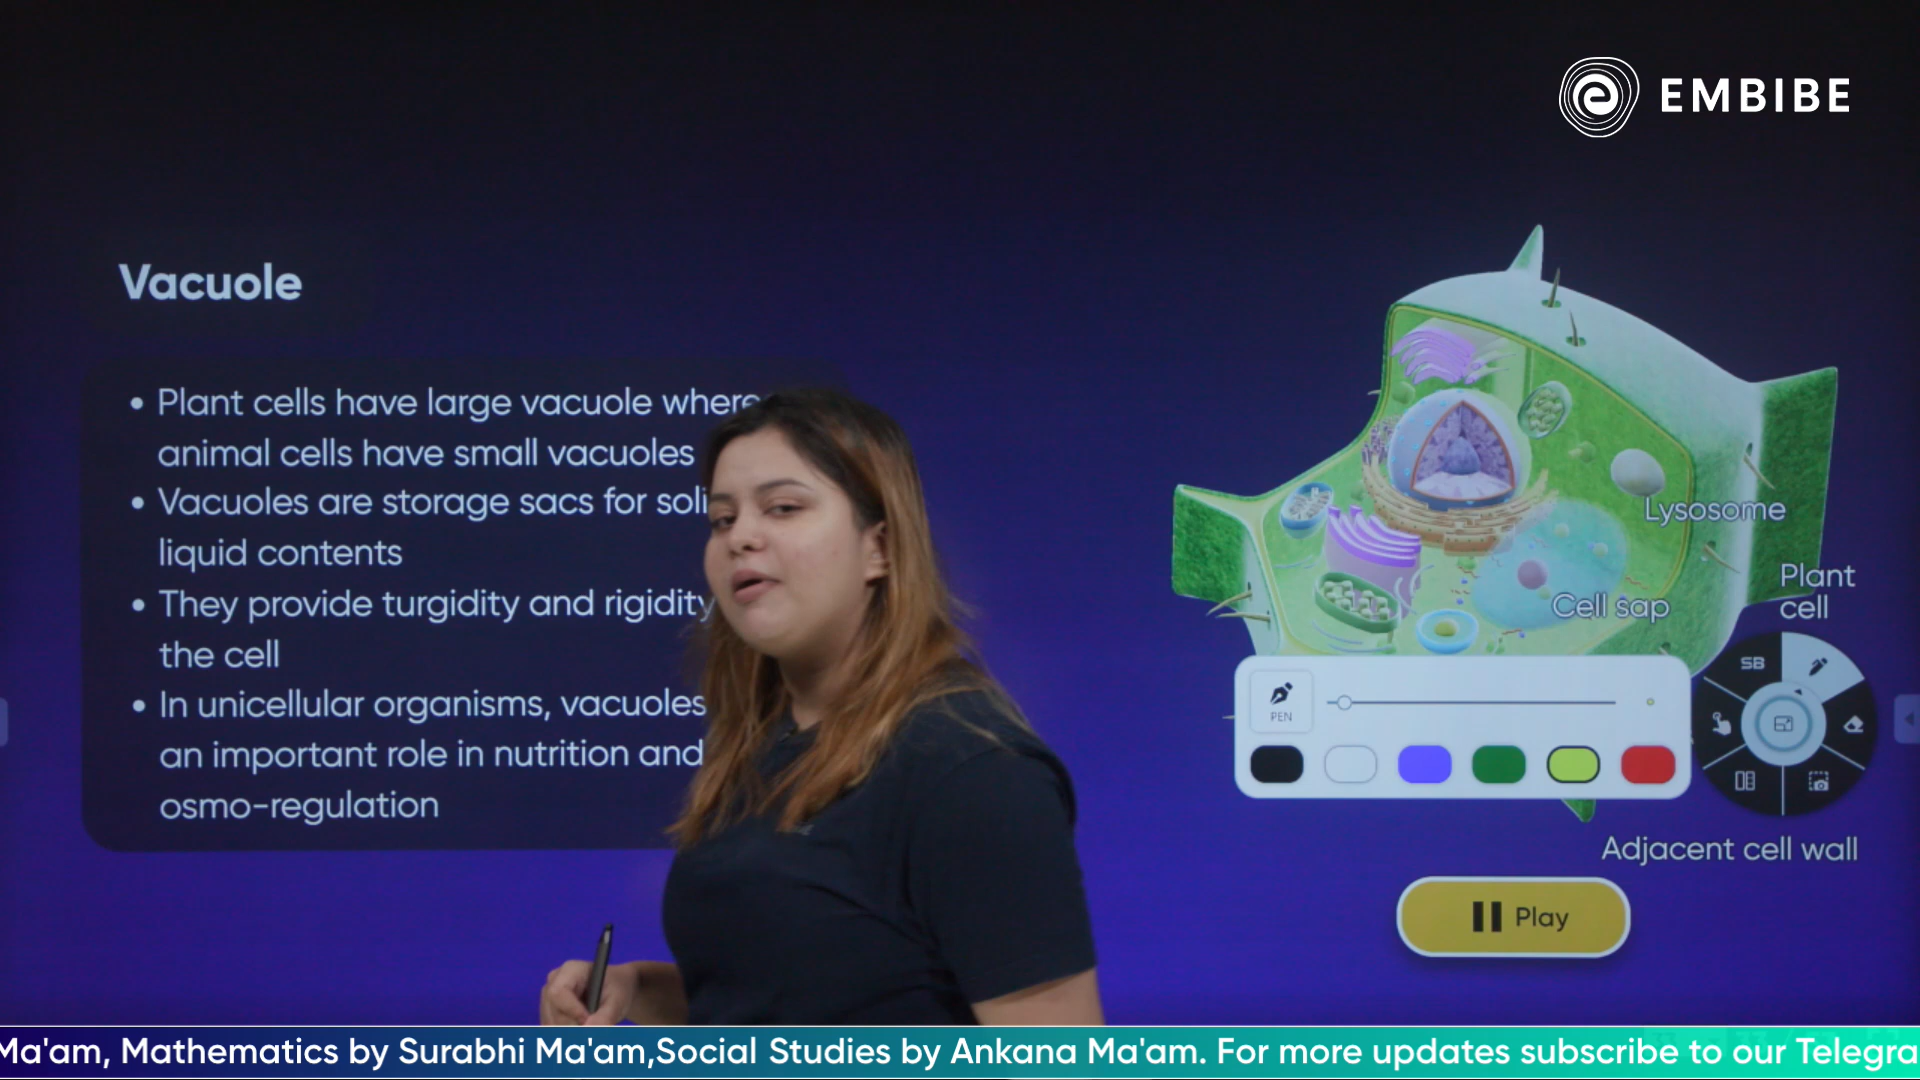 EMBIBE
Vacuole
• Plant cells have large vacuole where
animal cells have small vacuoles
• Vacuoles are storage sacs for soli
liquid contents
• They provide turgidity and rigidity
the cell
• In unicellular organisms, vacuoles
an important role in nutrition and
osmo-regulation
Lysosome
Plant
cell
Cell sap
SB
PEN
Adjacent cell wall
Play
Ma'am, Mathematics by Surabhi Ma'am,Social Studies by Ankana Ma'am. For more updates subscribe to our Telegra